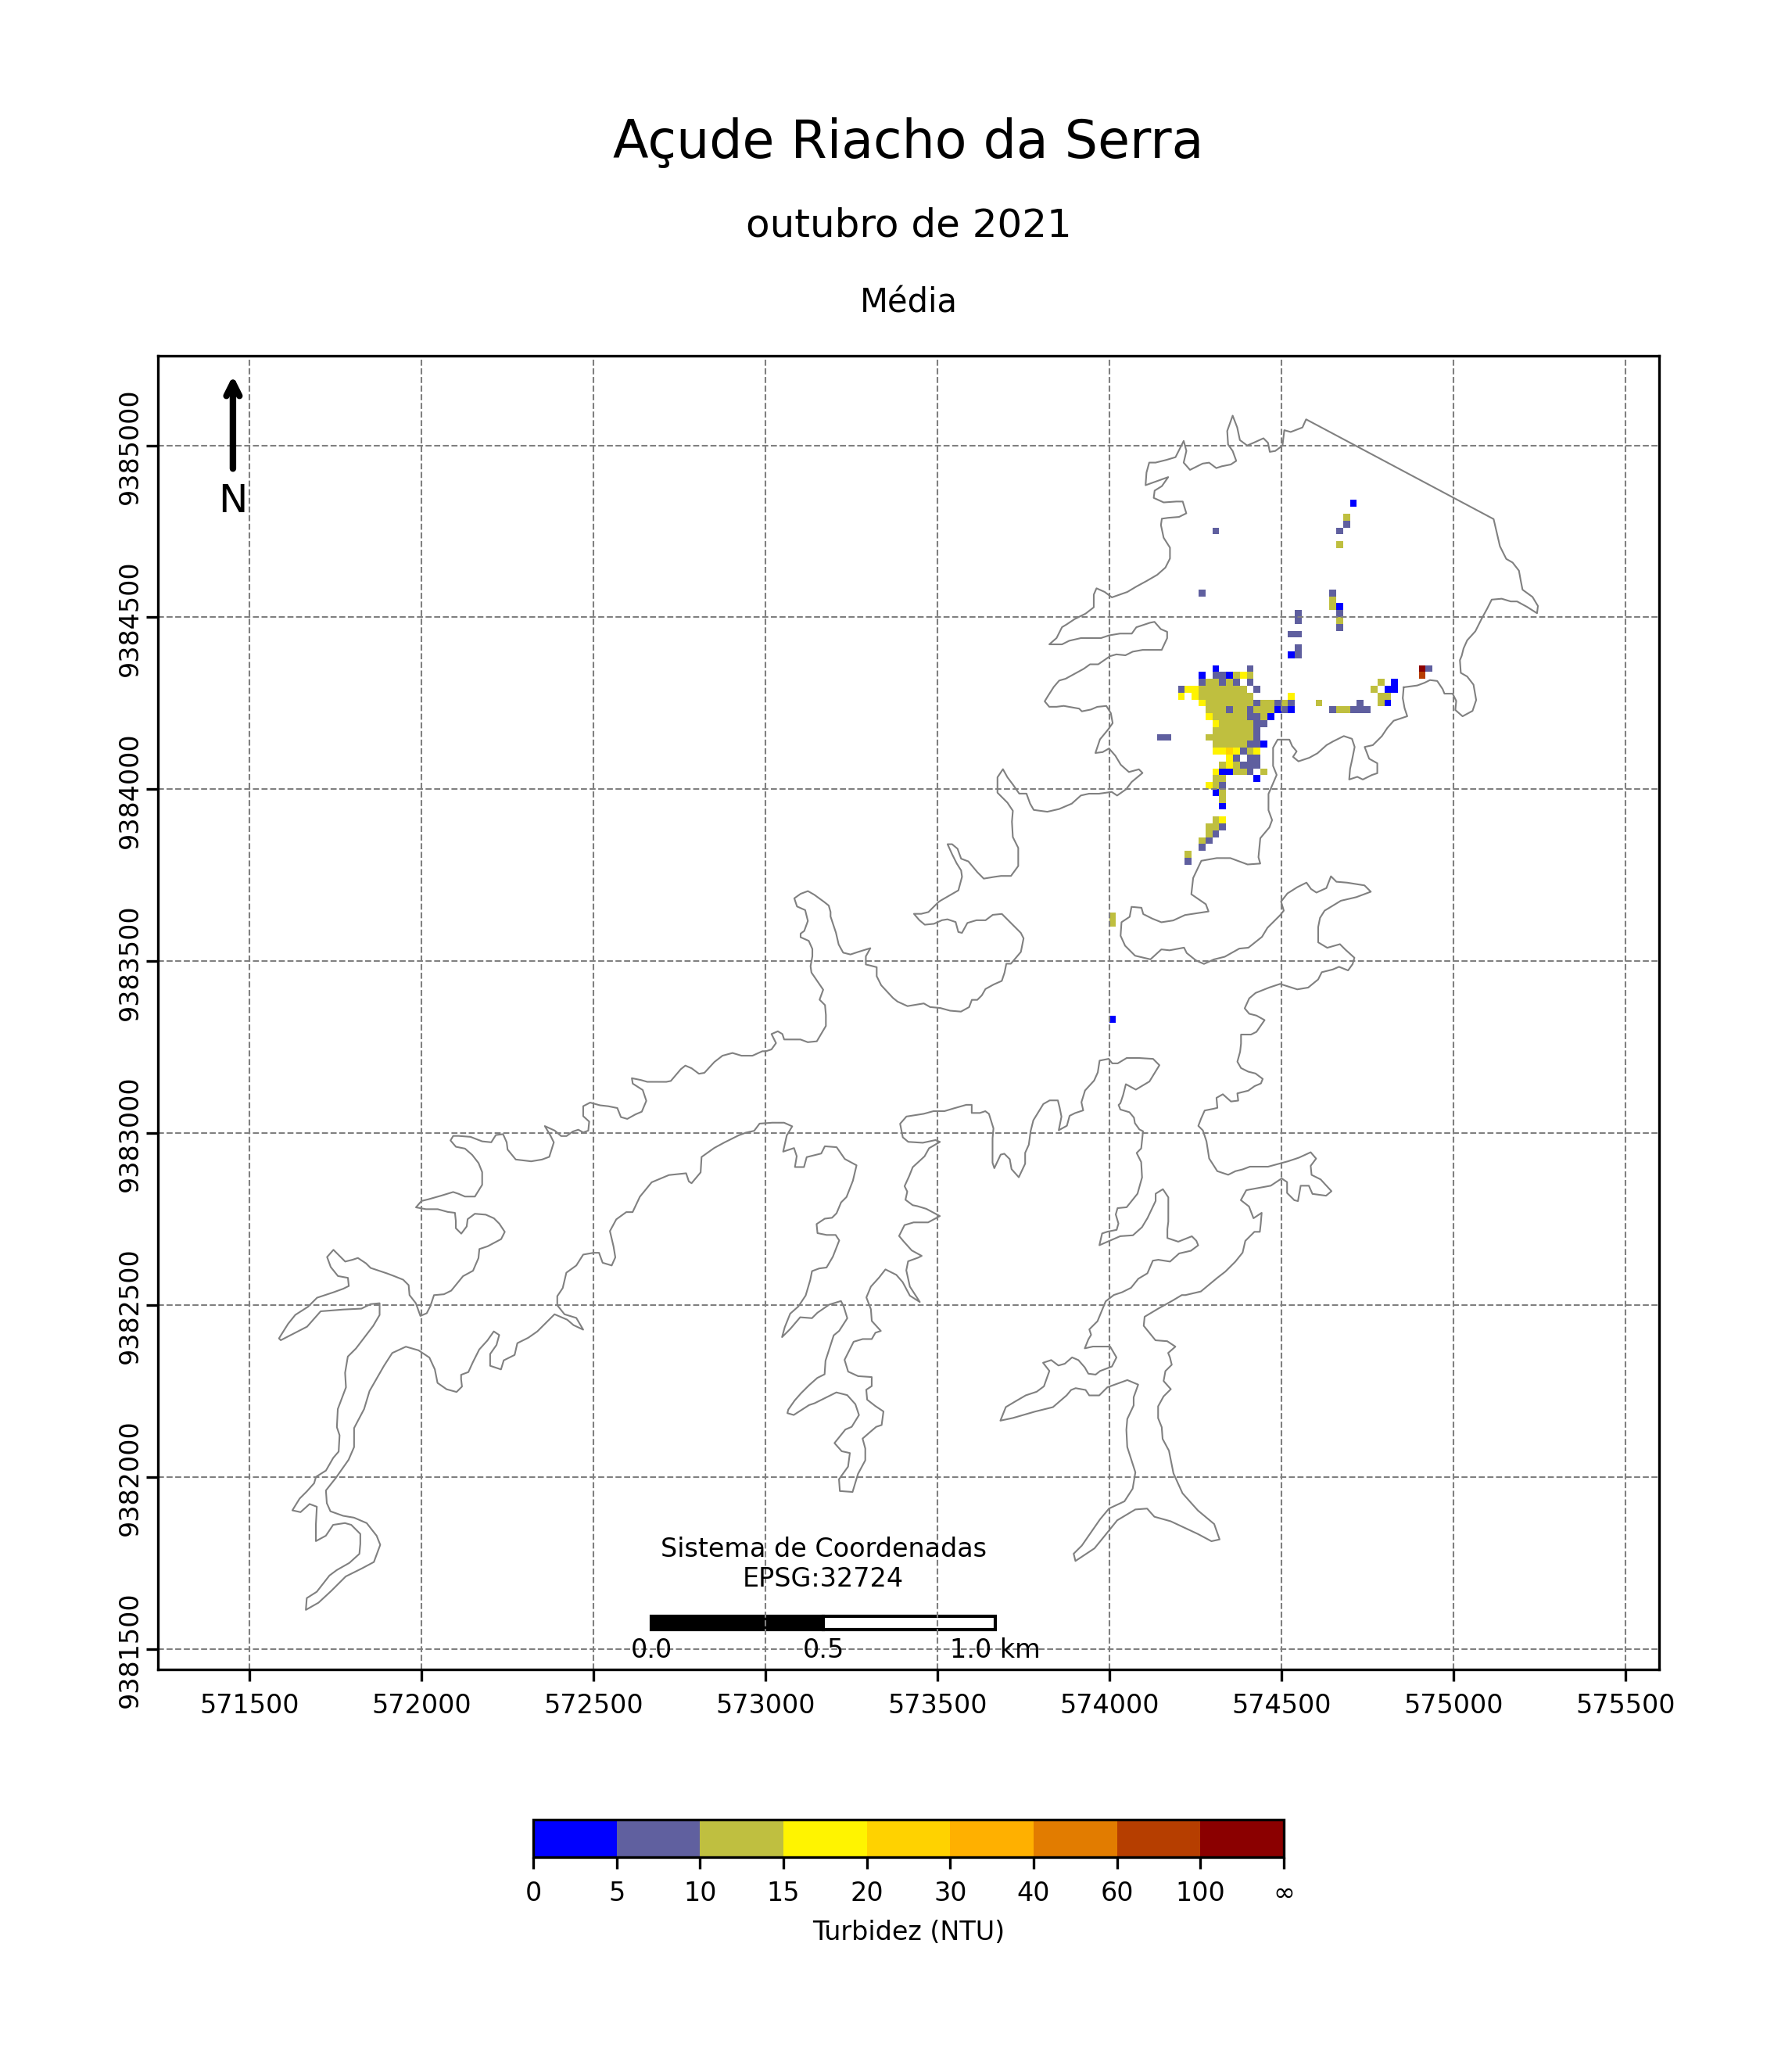 Açude Riacho da Serra
outubro de 2021
Média
N
9385000
9384500
9384000
9383500
9383000
9382500
9382000
9381500
Sistema de Coordenadas
EPSG:32724
0.0 0.5 1.0 km
571500 572000 572500 573000 573500 574000 574500 575000 575500
0 5 10 15 20 30 40 60 100 ∞
Turbidez (NTU)